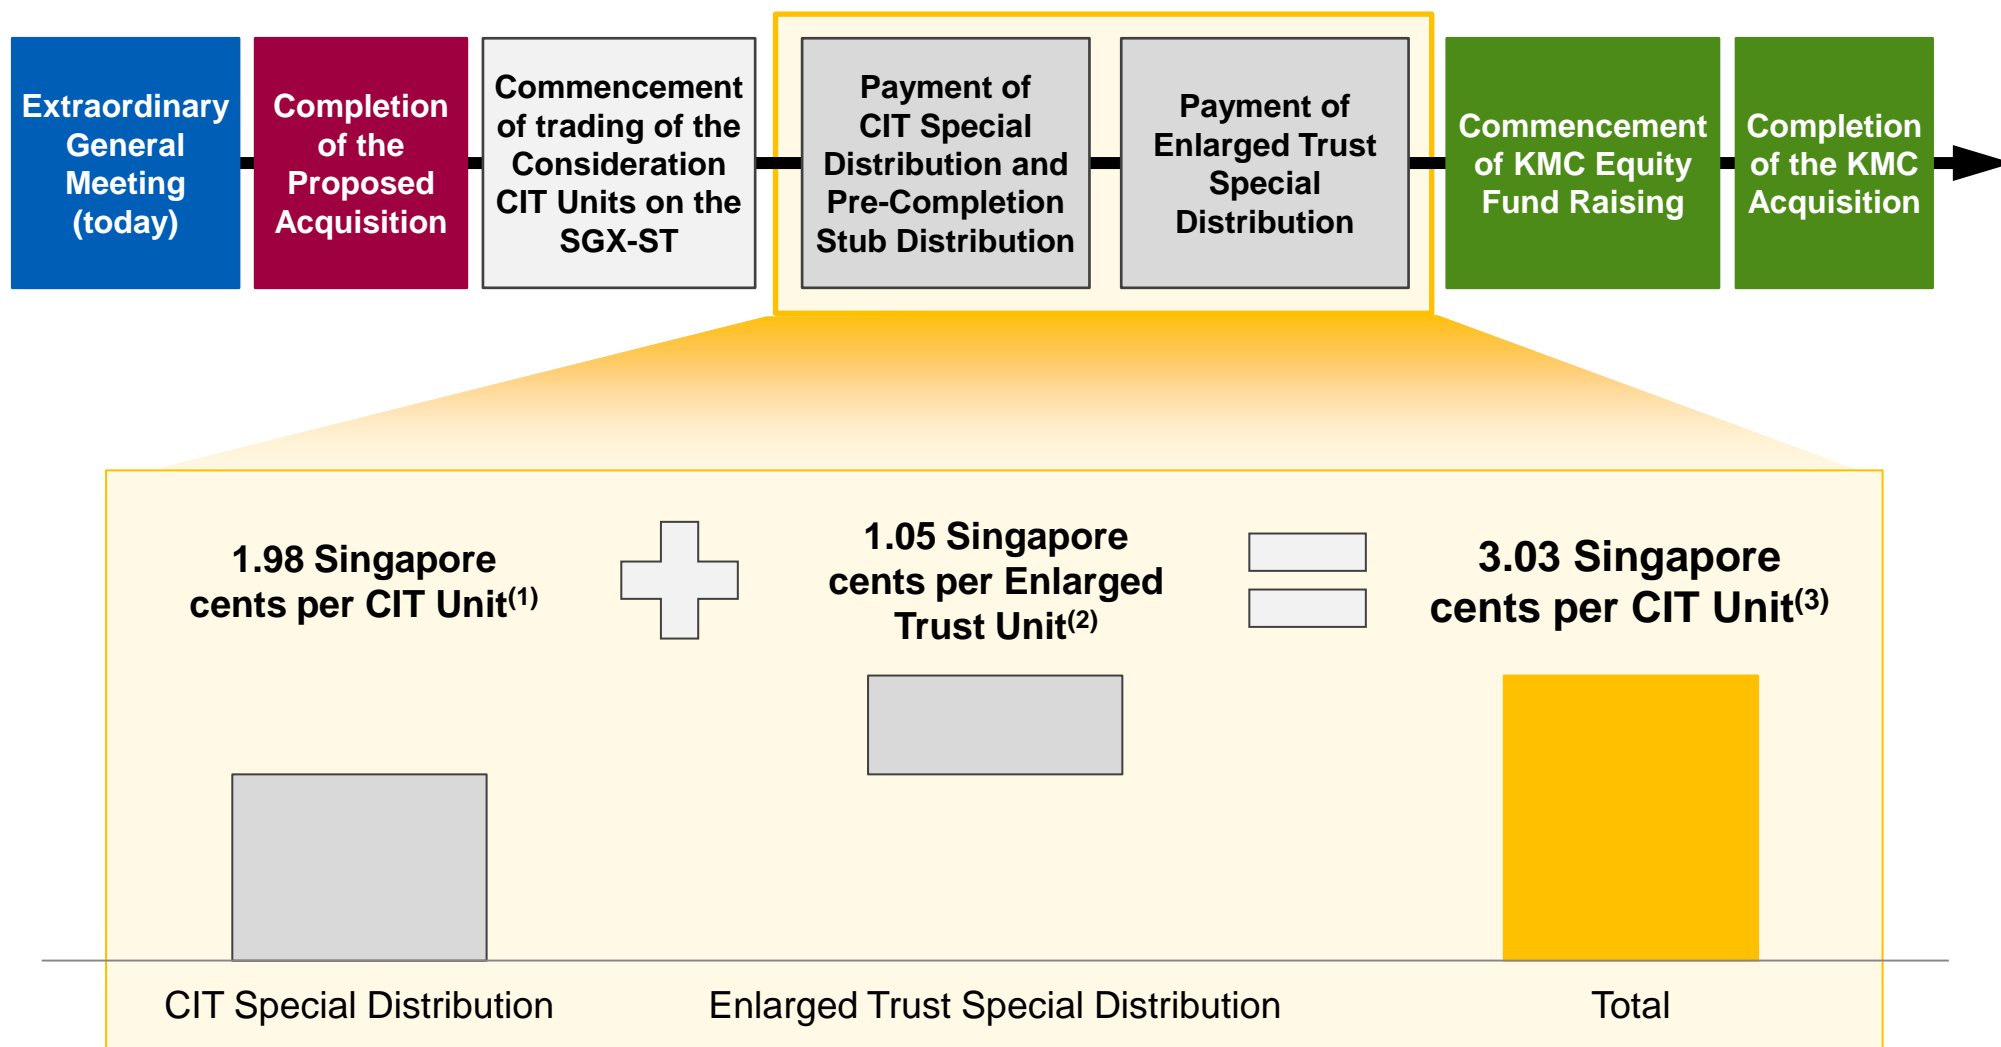 Extraordinary
General
Meeting
(today)
Completion
of the
Proposed
Acquisition
Commencement
of trading of the
Consideration
CIT Units on the
SGX-ST
Payment of
CIT Special
Distribution and
Pre-Completion
Stub Distribution
Payment of
Enlarged Trust
Special
Distribution
Commencement
of KMC Equity
Fund Raising
Completion
of the KMC
Acquisition
1.98 Singapore
cents per CIT Unit(1)
1.05 Singapore
cents per Enlarged
Trust Unit(2)
3.03 Singapore
cents per CIT Unit(3)
CIT Special Distribution
Enlarged Trust Special Distribution
Total